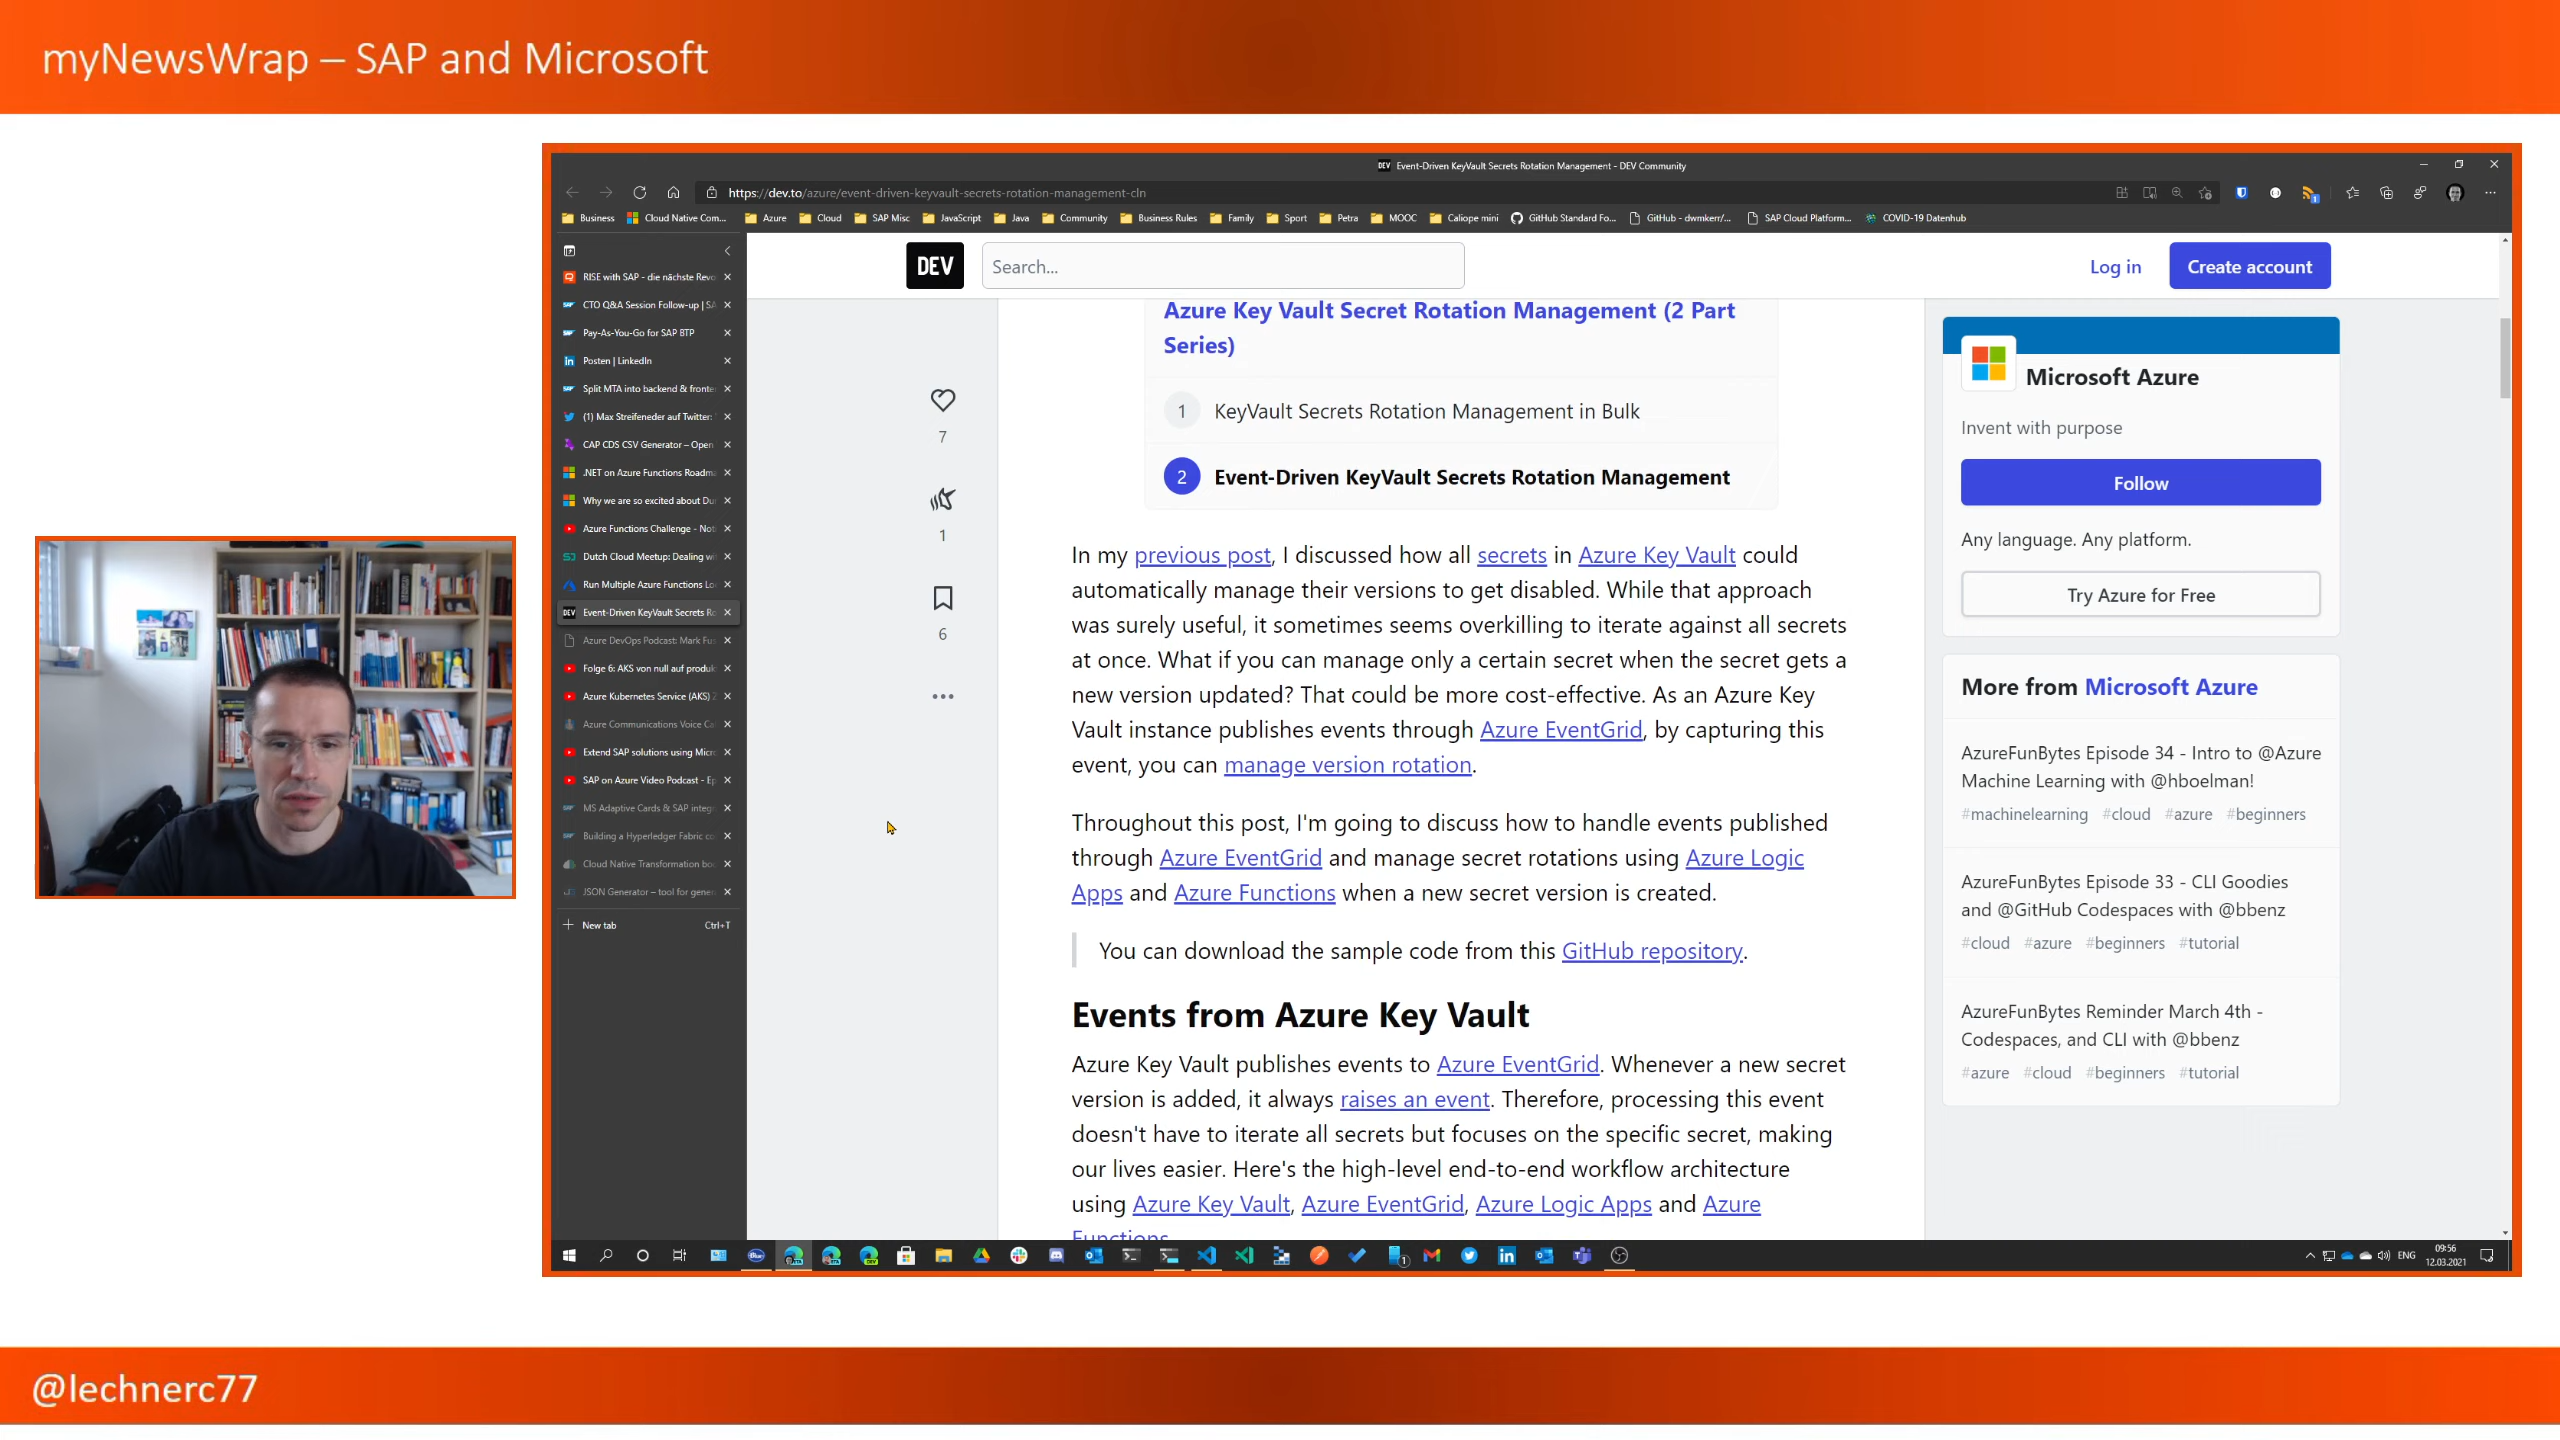 myNewsWrap – SAP and Microsoft
DEV Event-Driven KeyVault Secrets Rotation Management - DEV Community
https://dev.to/azure/event-driven-keyvault-secrets-rotation-management-cln
Business
Cloud Native Com...
Azure
Cloud
SAP Misc
JavaScript
Java
Community
Business Rules
Family
Sport
Petra
MOOC
Caliope mini
GitHub Standard Fo...
GitHub - dwmkerr/...
SAP Cloud Platform...
COVID-19 Datenhub
RISE with SAP - die nächste Revo
CTO Q&A Session Follow-up | SA
Pay-As-You-Go for SAP BTP
Posten | LinkedIn
Split MTA into backend & fronte
(1) Max Streifeneder auf Twitter:
CAP CDS CSV Generator – Open
.NET on Azure Functions Roadma
Why we are so excited about Du
Azure Functions Challenge - Not
Dutch Cloud Meetup: Dealing wi
Run Multiple Azure Functions Lo
DEV Event-Driven KeyVault Secrets Ro
Azure DevOps Podcast: Mark Fus
Folge 6: AKS von null auf produk
Azure Kubernetes Service (AKS)
Azure Communications Voice Ca
Extend SAP solutions using Micro
SAP on Azure Video Podcast - Ep
MS Adaptive Cards & SAP integ
Building a Hyperledger Fabric co
Cloud Native Transformation bo
JSON Generator – tool for gener
New tab Ctrl+T
DEV
Search...
Log in
Create account
7
1
6
Azure Key Vault Secret Rotation Management (2 Part
Series)
1 KeyVault Secrets Rotation Management in Bulk
2 Event-Driven KeyVault Secrets Rotation Management
In my previous post, I discussed how all secrets in Azure Key Vault could
automatically manage their versions to get disabled. While that approach
was surely useful, it sometimes seems overkilling to iterate against all secrets
at once. What if you can manage only a certain secret when the secret gets a
new version updated? That could be more cost-effective. As an Azure Key
Vault instance publishes events through Azure EventGrid, by capturing this
event, you can manage version rotation.
Throughout this post, I'm going to discuss how to handle events published
through Azure EventGrid and manage secret rotations using Azure Logic
Apps and Azure Functions when a new secret version is created.
You can download the sample code from this GitHub repository.
Events from Azure Key Vault
Azure Key Vault publishes events to Azure EventGrid. Whenever a new secret
version is added, it always raises an event. Therefore, processing this event
doesn't have to iterate all secrets but focuses on the specific secret, making
our lives easier. Here's the high-level end-to-end workflow architecture
using Azure Key Vault, Azure EventGrid, Azure Logic Apps and Azure
Functions
Microsoft Azure
Invent with purpose
Follow
Any language. Any platform.
Try Azure for Free
More from Microsoft Azure
AzureFunBytes Episode 34 - Intro to @Azure
Machine Learning with @hboelman!
#machinelearning #cloud #azure #beginners
AzureFunBytes Episode 33 - CLI Goodies
and @GitHub Codespaces with @bbenz
#cloud #azure #beginners #tutorial
AzureFunBytes Reminder March 4th -
Codespaces, and CLI with @bbenz
#azure #cloud #beginners #tutorial
ENG
09:56
12.03.2021
@lechnerc77